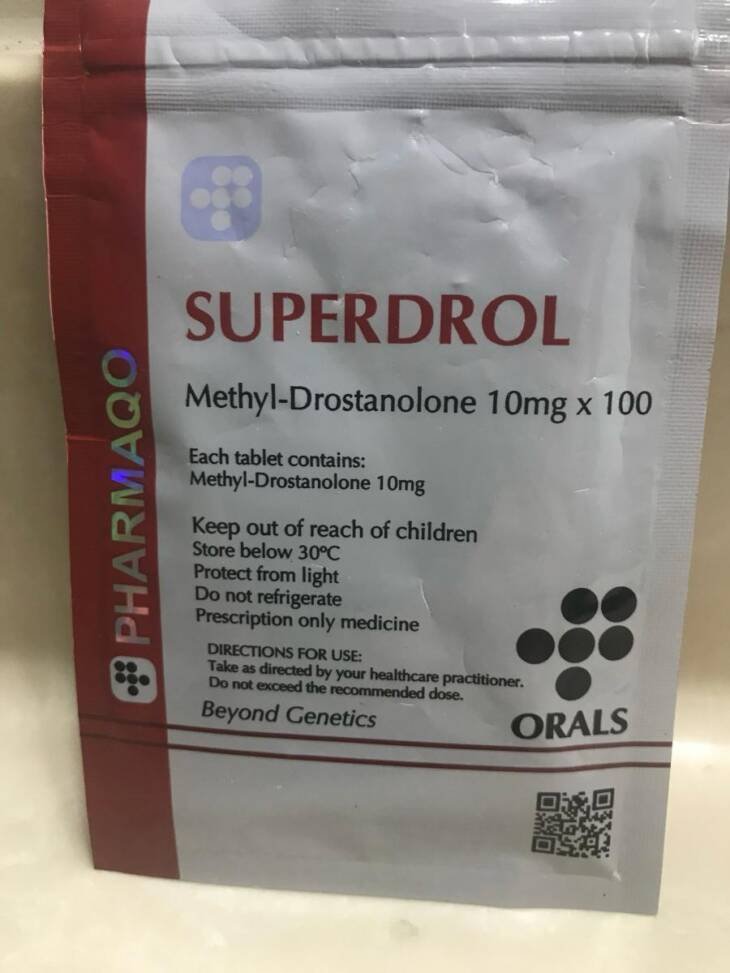 SUPERDROL
Methyl-Drostanolone 10mg x 100
Each tablet contains:
Methyl-Drostanolone 10mg
Keep out of reach of children
Store below 30ºC
Protect from light
Do not refrigerate
Prescription only medicine
DIRECTIONS FOR USE:
Take as directed by your healthcare practitioner.
Do not exceed the recommended dose.
Beyond Genetics
ORALS
PHARMAQO